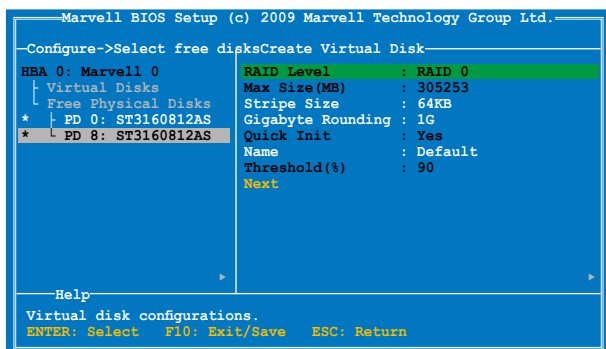 Marvell BIOS Setup (c) 2009 Marvell Technology Group Ltd.
Configure->Select free disksCreate Virtual Disk
HBA 0: Marvell 0
Virtual Disks
Free Physical Disks
* PD 0: ST3160812AS
* PD 8: ST3160812AS
RAID Level : RAID 0
Max Size(MB) : 305253
Stripe Size : 64KB
Gigabyte Rounding : 1G
Quick Init : Yes
Name : Default
Threshold(%) : 90
Next
Help
Virtual disk configurations.
ENTER: Select F10: Exit/Save ESC: Return